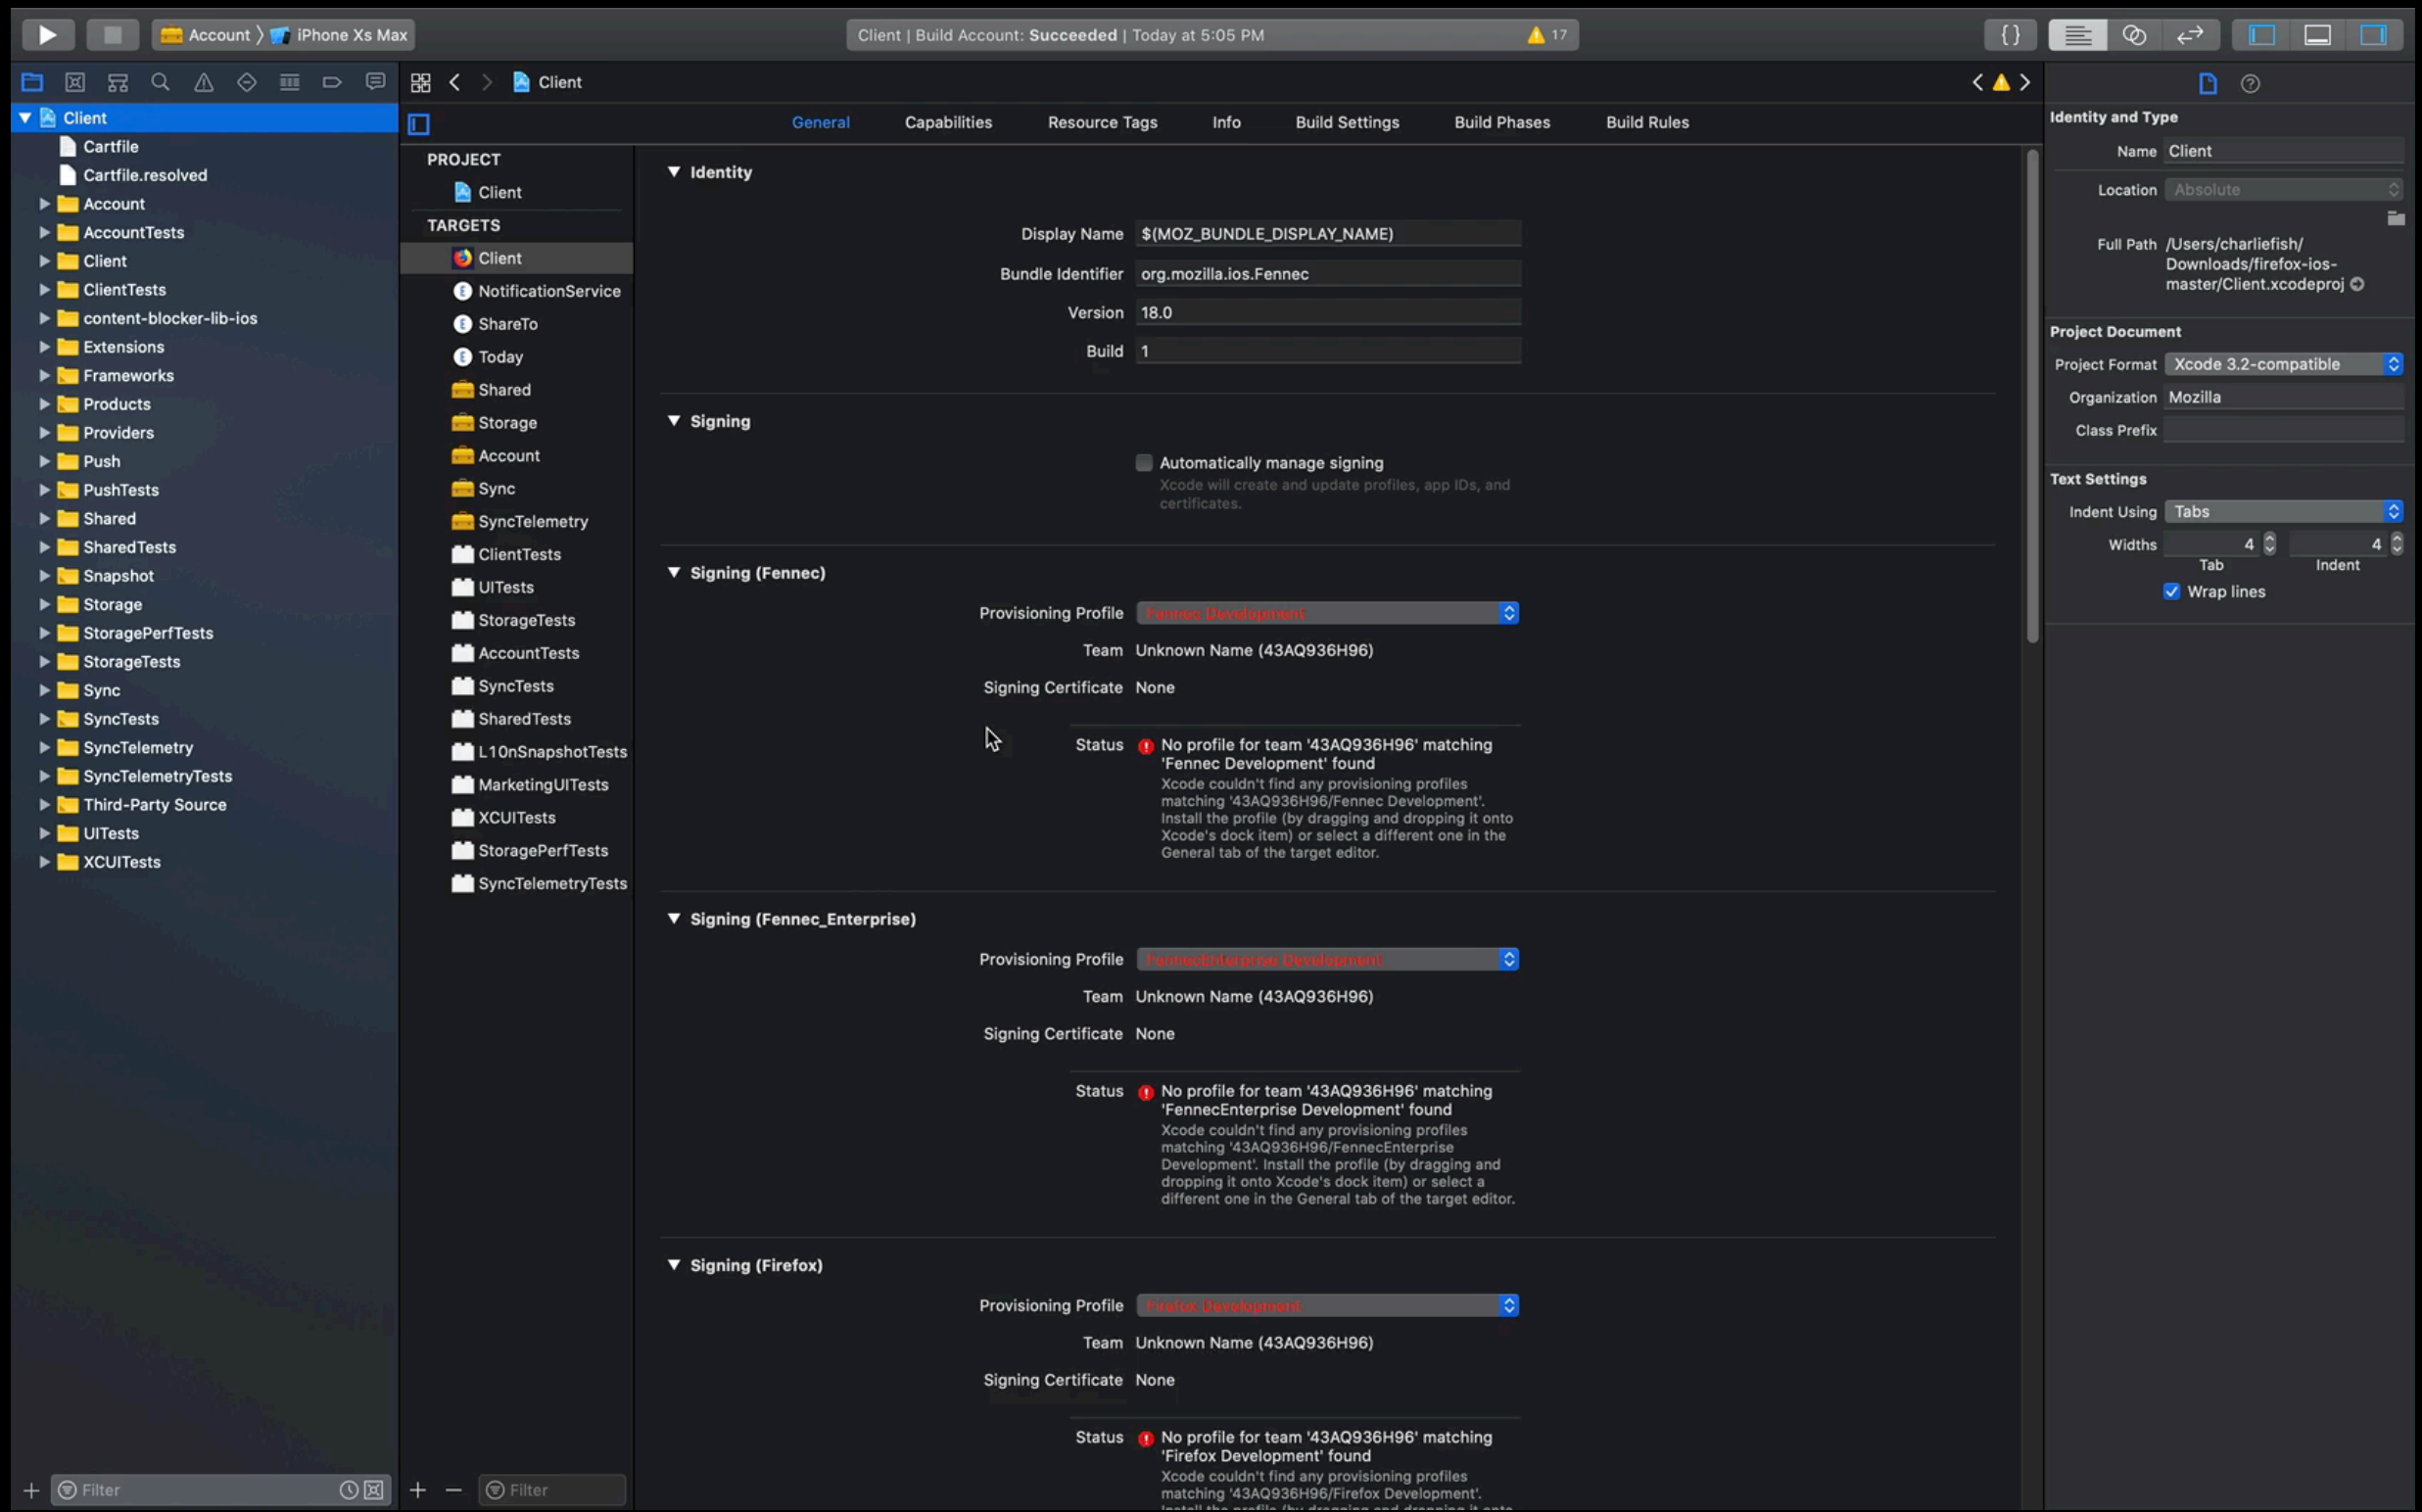 Account 〉 iPhone Xs Max
Client | Build Account: Succeeded | Today at 5:05 PM
17
{}
Client
Cartfile
Cartfile.resolved
Account
AccountTests
Client
ClientTests
content-blocker-lib-ios
Extensions
Frameworks
Products
Providers
Push
PushTests
Shared
SharedTests
Snapshot
Storage
StoragePerfTests
StorageTests
Sync
SyncTests
SyncTelemetry
SyncTelemetryTests
Third-Party Source
UITests
XCUITests
Filter
Client
General
Capabilities
Resource Tags
Info
Build Settings
Build Phases
Build Rules
PROJECT
Client
TARGETS
Client
NotificationService
ShareTo
Today
Shared
Storage
Account
Sync
SyncTelemetry
ClientTests
UITests
StorageTests
AccountTests
SyncTests
SharedTests
L10nSnapshotTests
MarketingUITests
XCUITests
StoragePerfTests
SyncTelemetryTests
Filter
Identity
Display Name $(MOZ_BUNDLE_DISPLAY_NAME)
Bundle Identifier org.mozilla.ios.Fennec
Version 18.0
Build 1
Signing
Automatically manage signing
Xcode will create and update profiles, app IDs, and
certificates.
Signing (Fennec)
Provisioning Profile Fennec Development
Team Unknown Name (43AQ936H96)
Signing Certificate None
Status No profile for team '43AQ936H96' matching
'Fennec Development' found
Xcode couldn't find any provisioning profiles
matching '43AQ936H96/Fennec Development'.
Install the profile (by dragging and dropping it onto
Xcode's dock item) or select a different one in the
General tab of the target editor.
Signing (Fennec_Enterprise)
Provisioning Profile FennecEnterprise Development
Team Unknown Name (43AQ936H96)
Signing Certificate None
Status No profile for team '43AQ936H96' matching
'FennecEnterprise Development' found
Xcode couldn't find any provisioning profiles
matching '43AQ936H96/FennecEnterprise
Development'. Install the profile (by dragging and
dropping it onto Xcode's dock item) or select a
different one in the General tab of the target editor.
Signing (Firefox)
Provisioning Profile Firefox Development
Team Unknown Name (43AQ936H96)
Signing Certificate None
Status No profile for team '43AQ936H96' matching
'Firefox Development' found
Xcode couldn't find any provisioning profiles
matching '43AQ936H96/Firefox Development'.
Identity and Type
Name Client
Location Absolute
Full Path /Users/charliefish/
Downloads/firefox-ios-
master/Client.xcodeproj
Project Document
Project Format Xcode 3.2-compatible
Organization Mozilla
Class Prefix
Text Settings
Indent Using Tabs
Widths 4 4
Tab Indent
Wrap lines